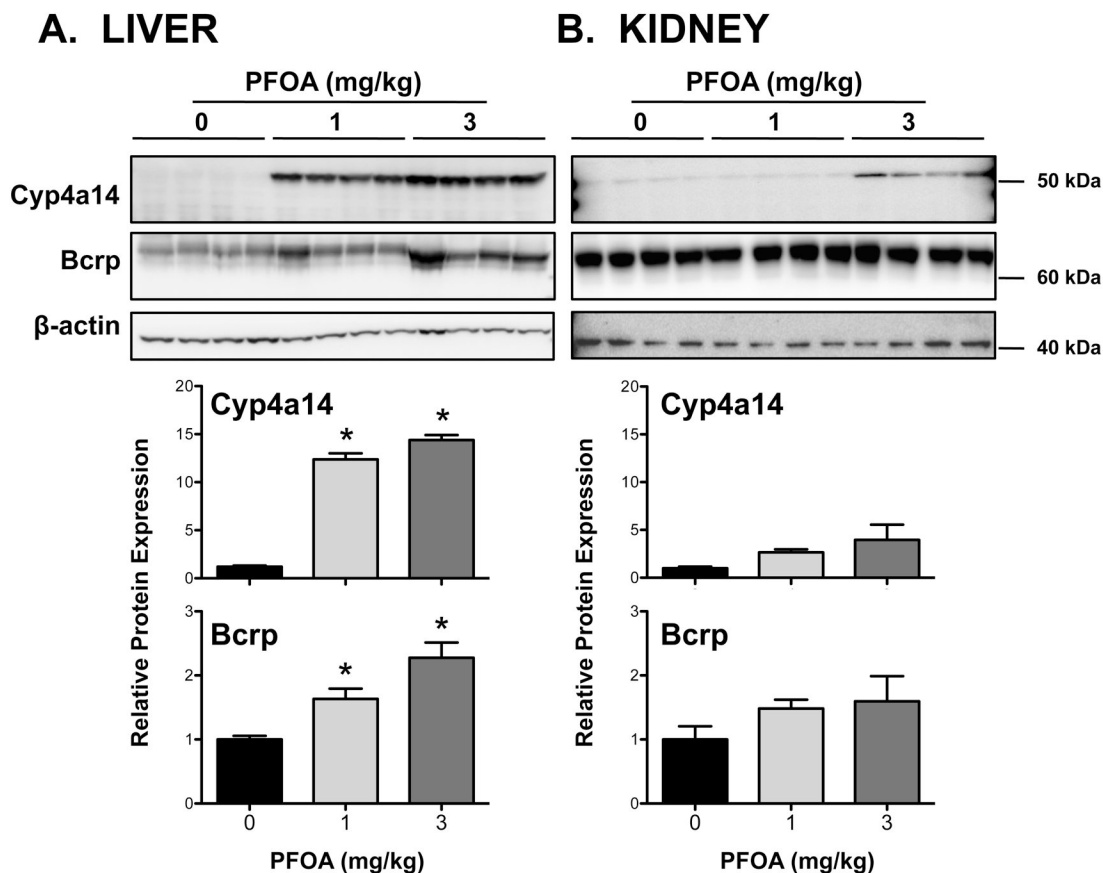 A. LIVER
B. KIDNEY
PFOA (mg/kg)
PFOA (mg/kg)
0 1 3
0 1 3
Cyp4a14
50 kDa
Bcrp
60 kDa
β-actin
40 kDa
Relative Protein Expression
Cyp4a14
20
15
10
5
0
* *
Bcrp
3
2
1
0
* *
0 1 3
PFOA (mg/kg)
Relative Protein Expression
Cyp4a14
20
15
10
5
0
Bcrp
3
2
1
0
0 1 3
PFOA (mg/kg)